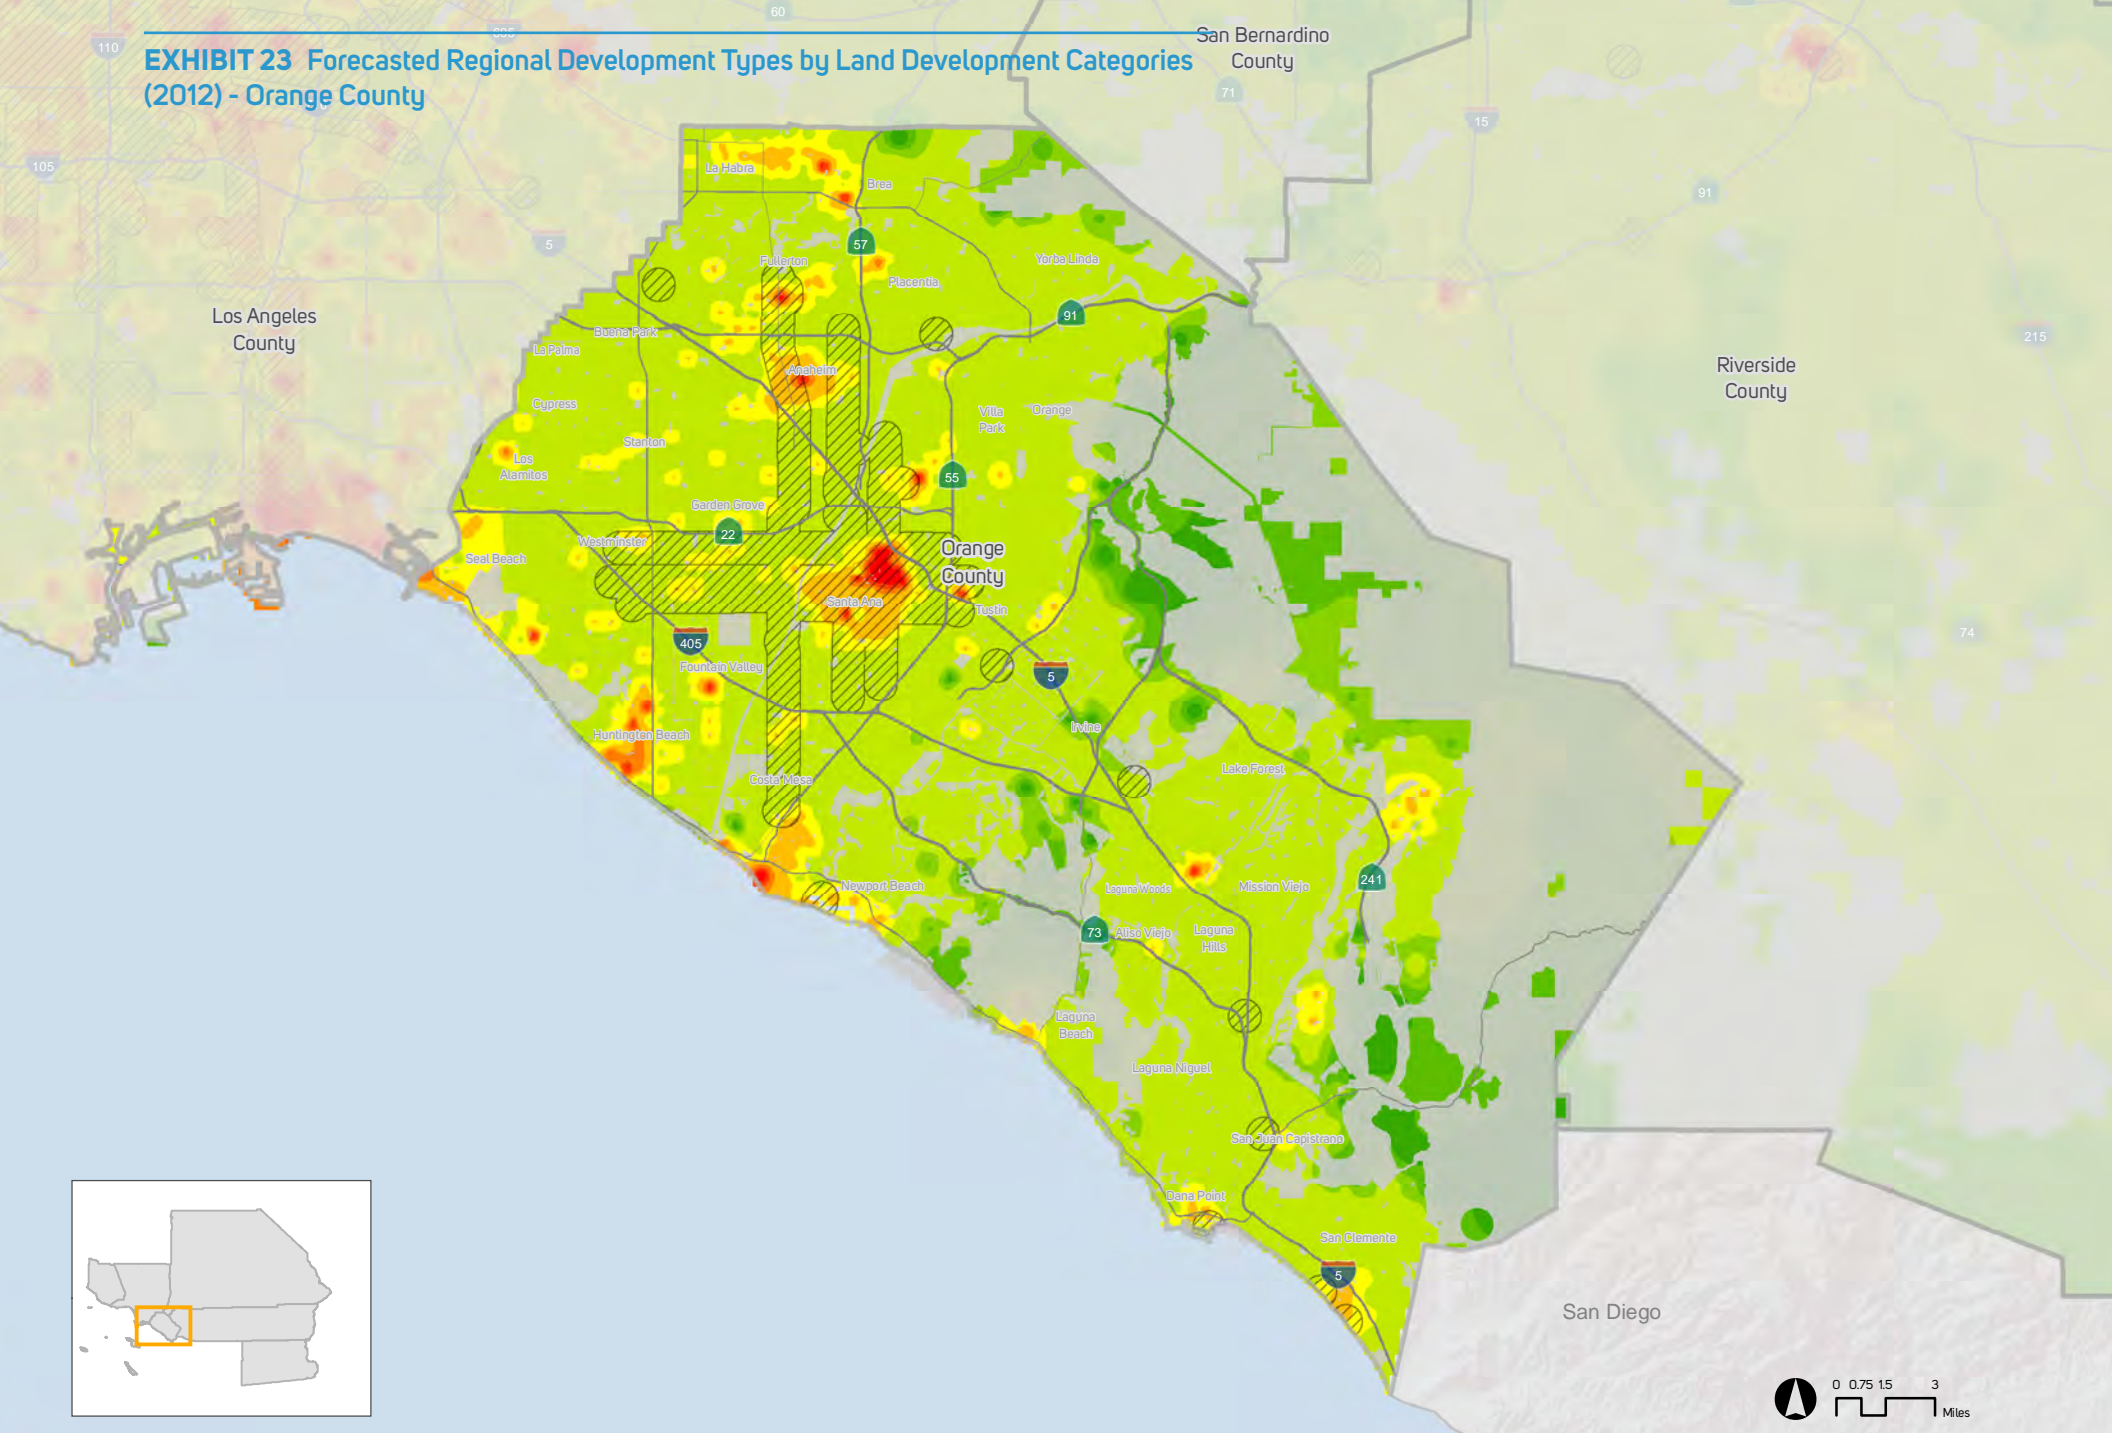 EXHIBIT 23 Forecasted Regional Development Types by Land Development Categories
(2012) - Orange County
60
605
110
San Bernardino
County
71
15
105
La Habra
Brea
91
5
57
Fullerton
Yorba Linda
Placentia
Los Angeles
County
91
Buena Park
215
La Palma
Riverside
County
Anaheim
Cypress
Villa
Park
Orange
Stanton
Los
Alamitos
55
Garden Grove
22
Westminster
Orange
County
Seal Beach
Santa Ana
Tustin
74
405
Fountain Valley
5
Irvine
Huntington Beach
Lake Forest
Costa Mesa
241
Newport Beach
Laguna Woods
Mission Viejo
73
Aliso Viejo
Laguna
Hills
Laguna
Beach
Laguna Niguel
San Juan Capistrano
Dana Point
San Clemente
5
San Diego
0 0.75 1.5 3
Miles